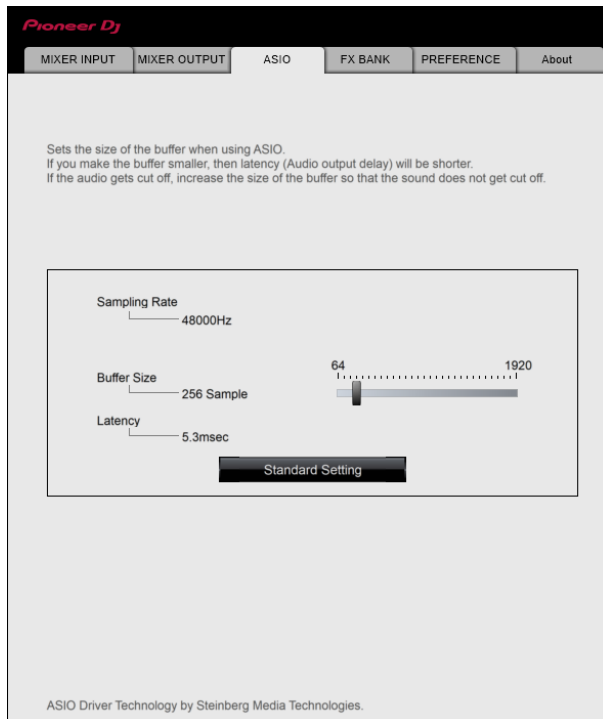 Pioneer Dj
MIXER INPUT MIXER OUTPUT ASIO FX BANK PREFERENCE About
Sets the size of the buffer when using ASIO.
If you make the buffer smaller, then latency (Audio output delay) will be shorter.
If the audio gets cut off, increase the size of the buffer so that the sound does not get cut off.
Sampling Rate
48000Hz
64 1920
Buffer Size
256 Sample
Latency
5.3msec
Standard Setting
ASIO Driver Technology by Steinberg Media Technologies.